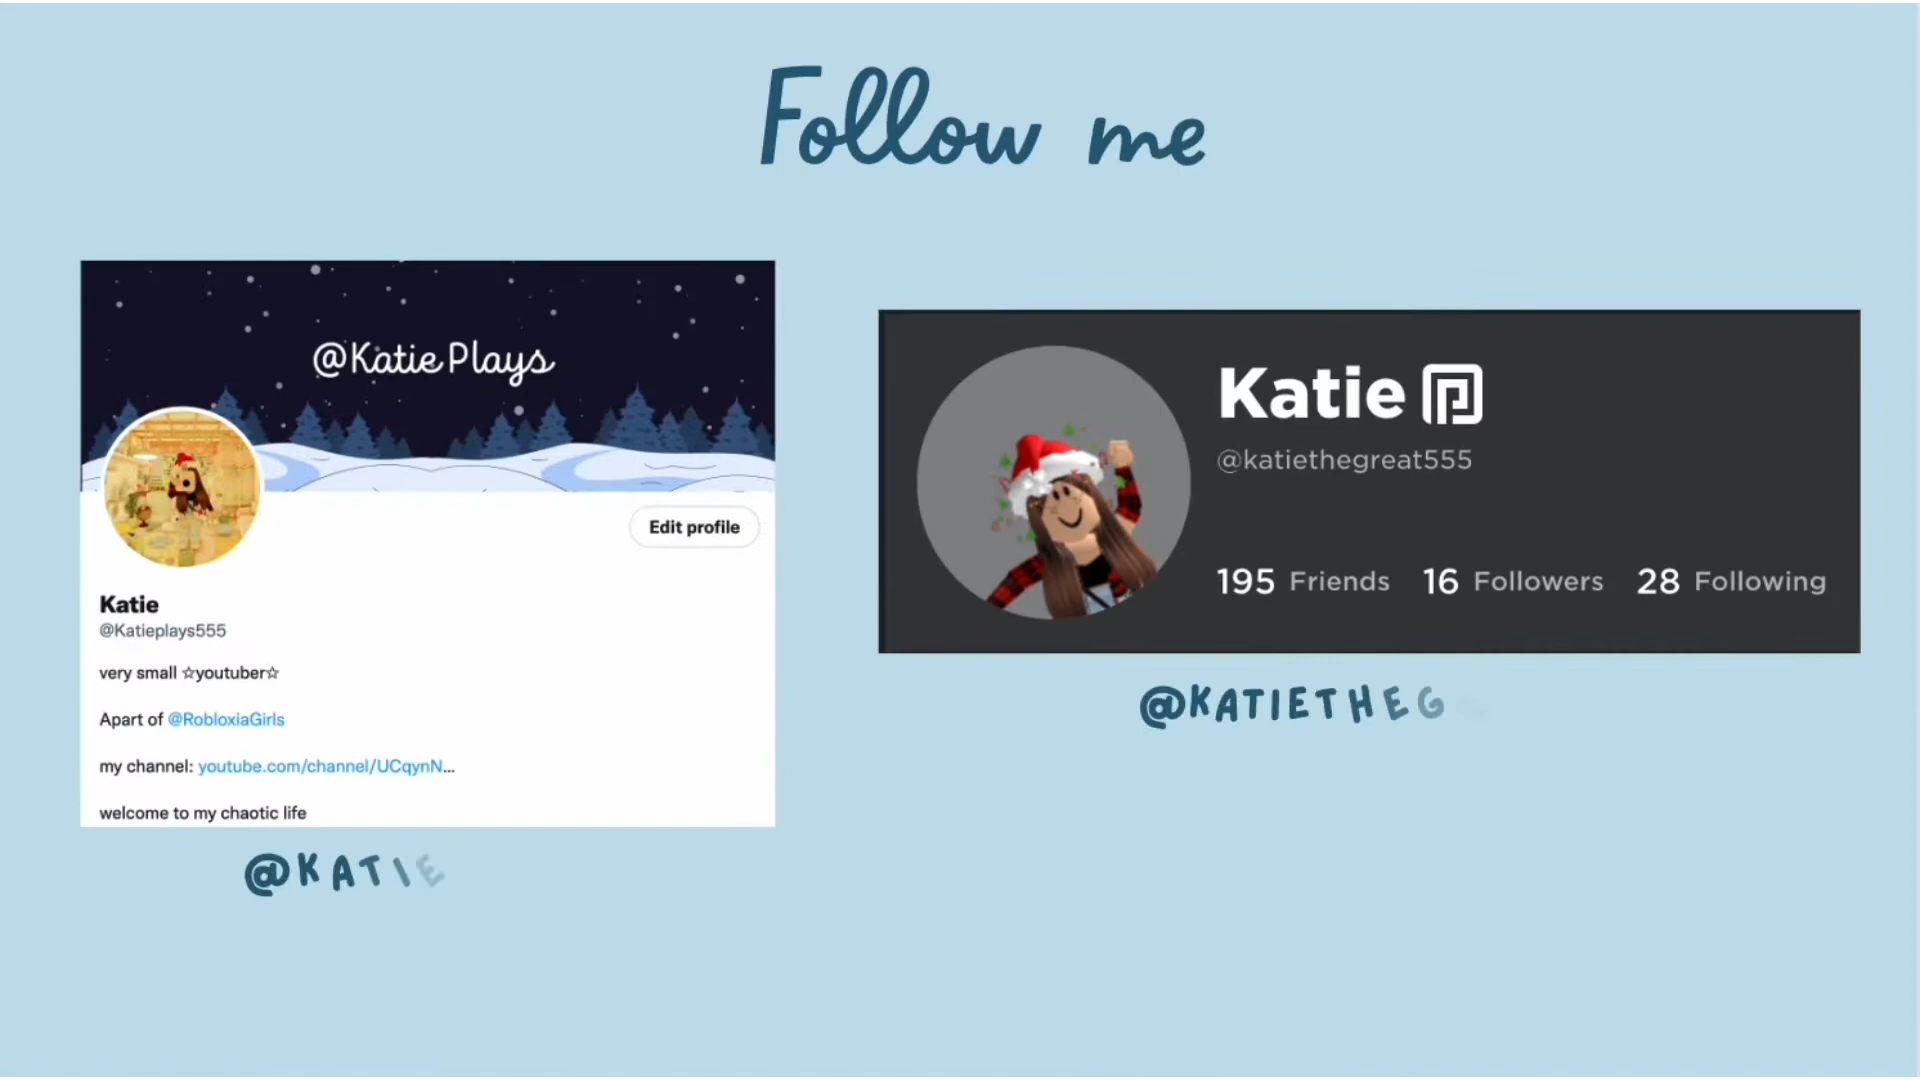 Follow me
@Katie Plays
Edit profile
Katie
@Katieplays555
very small ☆youtuber☆
Apart of @RobloxiaGirls
my channel: youtube.com/channel/UCqynN...
welcome to my chaotic life
@KATIE
Katie
@katiethegreat555
195 Friends 16 Followers 28 Following
@KATIETHEG